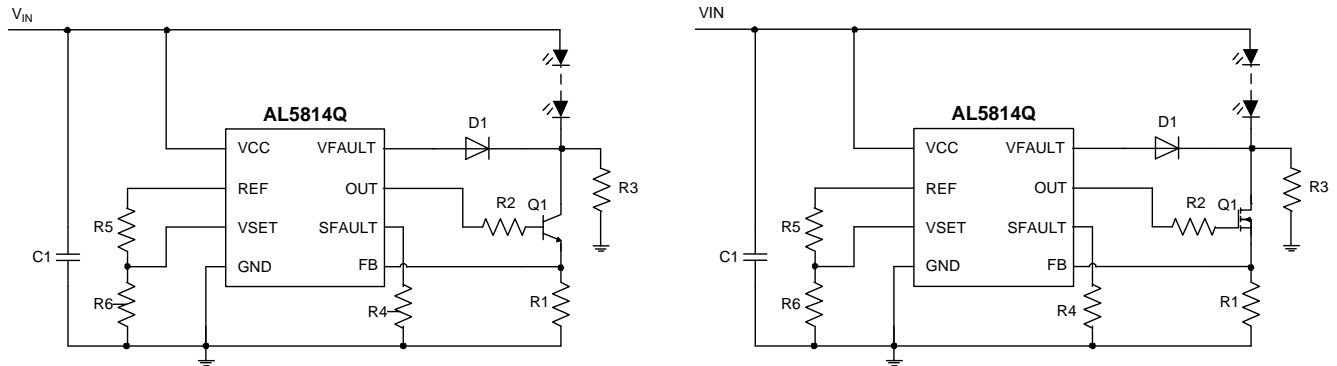 VIN
AL5814Q
D1
VCC
VFAULT
REF
OUT
R2
Q1
R3
R5
VSET
SFAULT
C1
GND
FB
R6
R4
R1
VIN
AL5814Q
D1
VCC
VFAULT
REF
OUT
R2
Q1
R3
R5
VSET
SFAULT
C1
GND
FB
R6
R4
R1